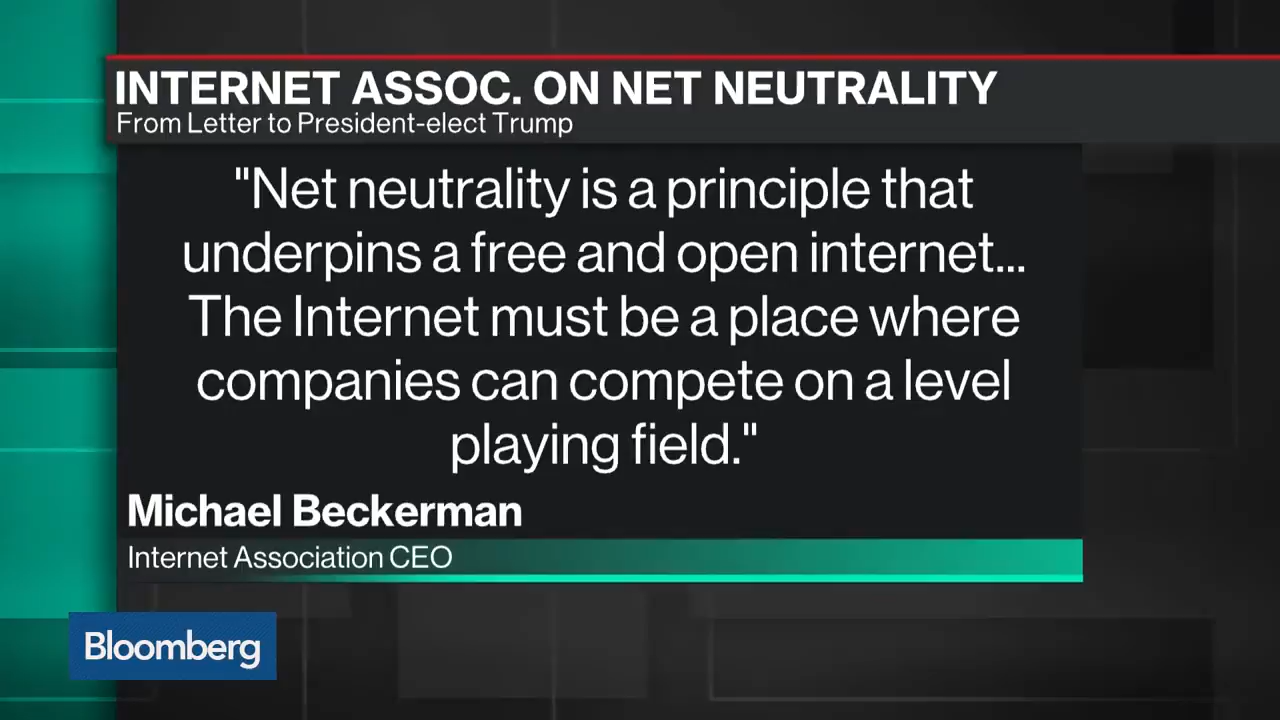 INTERNET ASSOC. ON NET NEUTRALITY
From Letter to President-elect Trump
"Net neutrality is a principle that
underpins a free and open internet...
The Internet must be a place where
companies can compete on a level
playing field."
Michael Beckerman
Internet Association CEO
Bloomberg